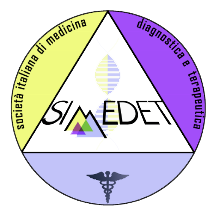 società italiana di medicina
diagnostica e terapeutica
SIMEDET